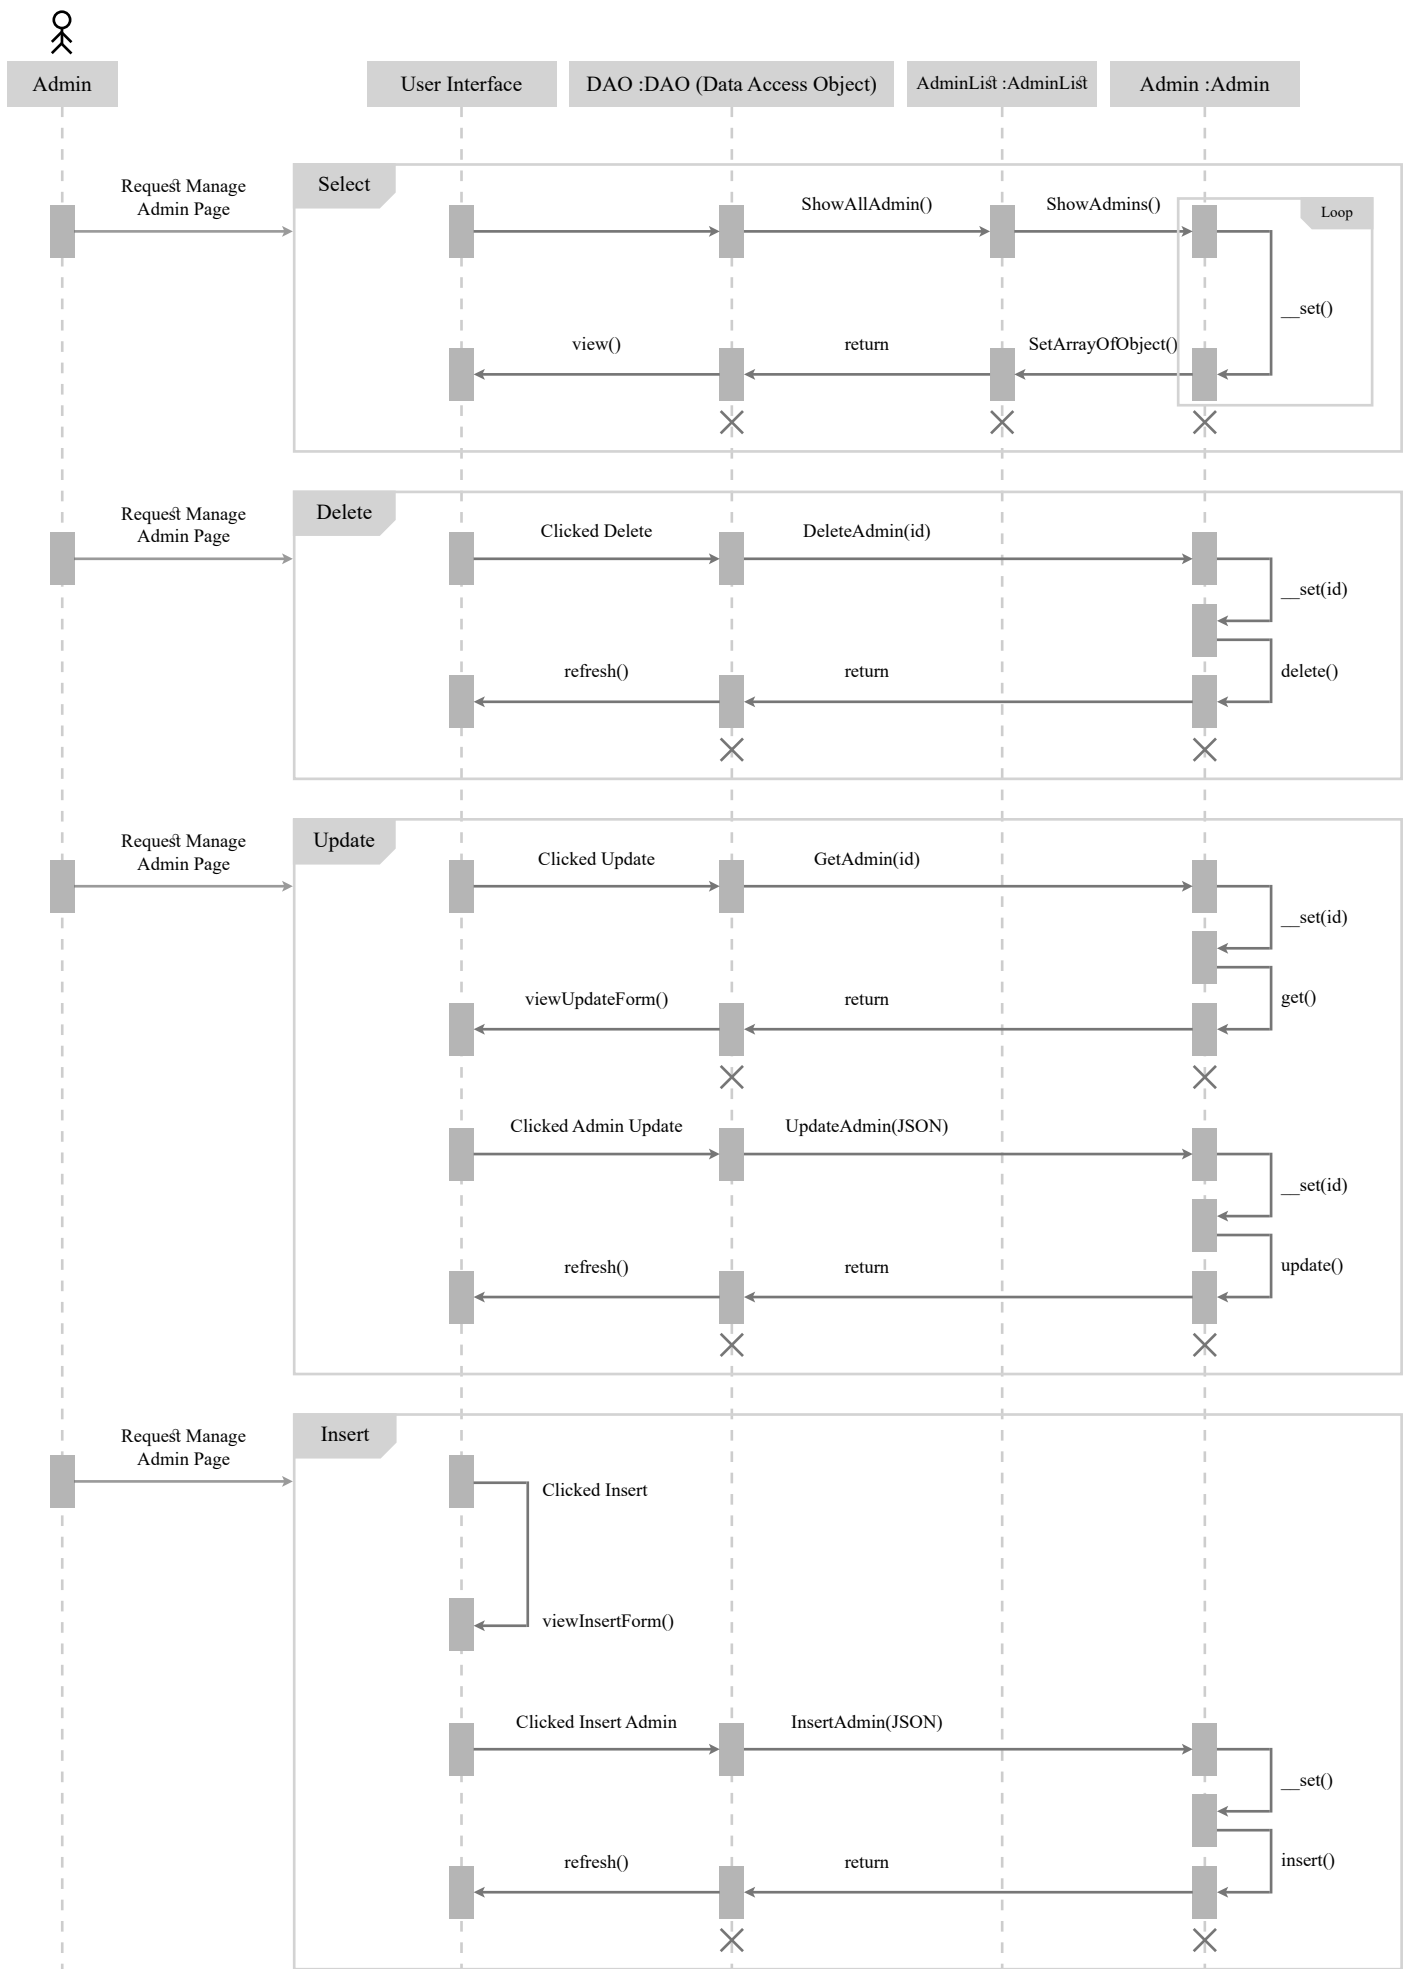 Admin
User Interface
DAO :DAO (Data Access Object)
AdminList :AdminList
Admin :Admin
Request Manage
Admin Page
Select
ShowAllAdmin()
ShowAdmins()
Loop
__set()
view()
return
SetArrayOfObject()
Request Manage
Admin Page
Delete
Clicked Delete
DeleteAdmin(id)
__set(id)
refresh()
return
delete()
Request Manage
Admin Page
Update
Clicked Update
GetAdmin(id)
__set(id)
viewUpdateForm()
return
get()
Clicked Admin Update
UpdateAdmin(JSON)
__set(id)
refresh()
return
update()
Request Manage
Admin Page
Insert
Clicked Insert
viewInsertForm()
Clicked Insert Admin
InsertAdmin(JSON)
__set()
refresh()
return
insert()